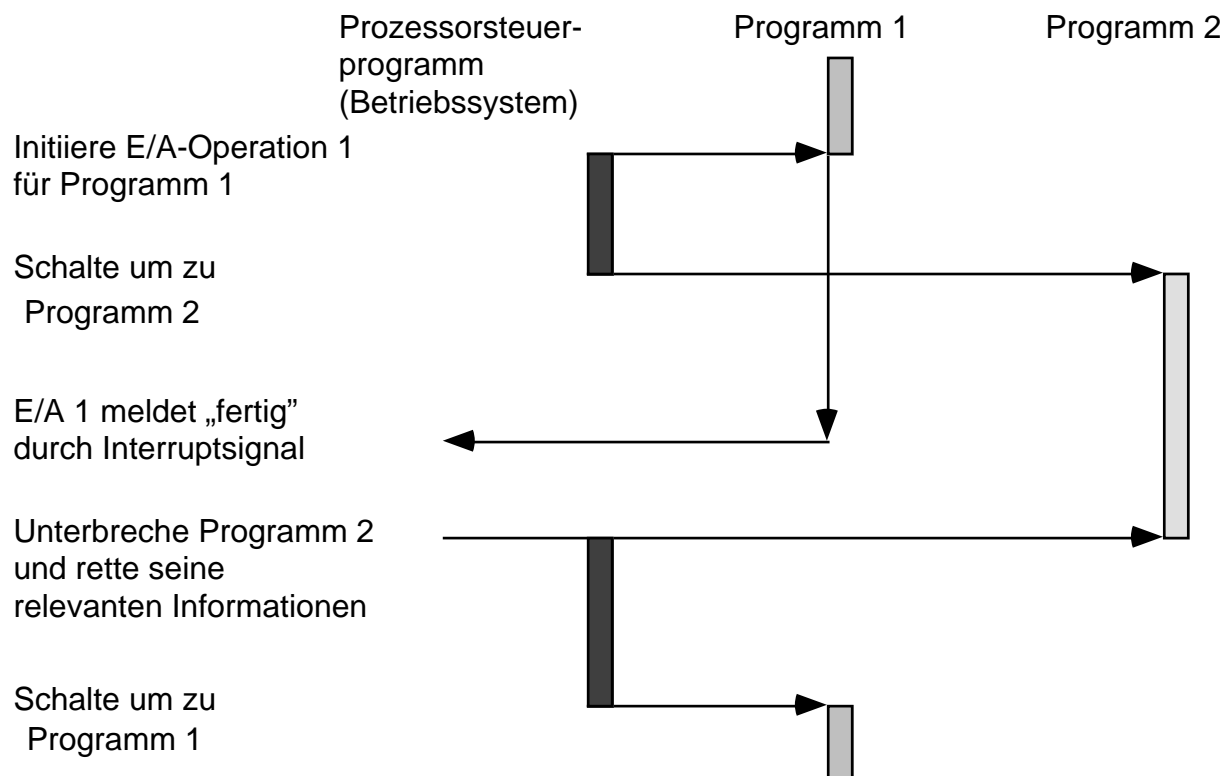 Prozessorsteuer-
programm
(Betriebssystem)
Programm 1
Programm 2
Initiiere E/A-Operation 1
für Programm 1
Schalte um zu
Programm 2
E/A 1 meldet „fertig”
durch Interruptsignal
Unterbreche Programm 2
und rette seine
relevanten Informationen
Schalte um zu
Programm 1